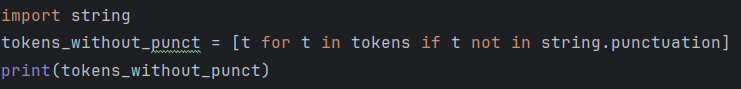 import string
tokens_without_punct = [t for t in tokens if t not in string.punctuation]
print(tokens_without_punct)